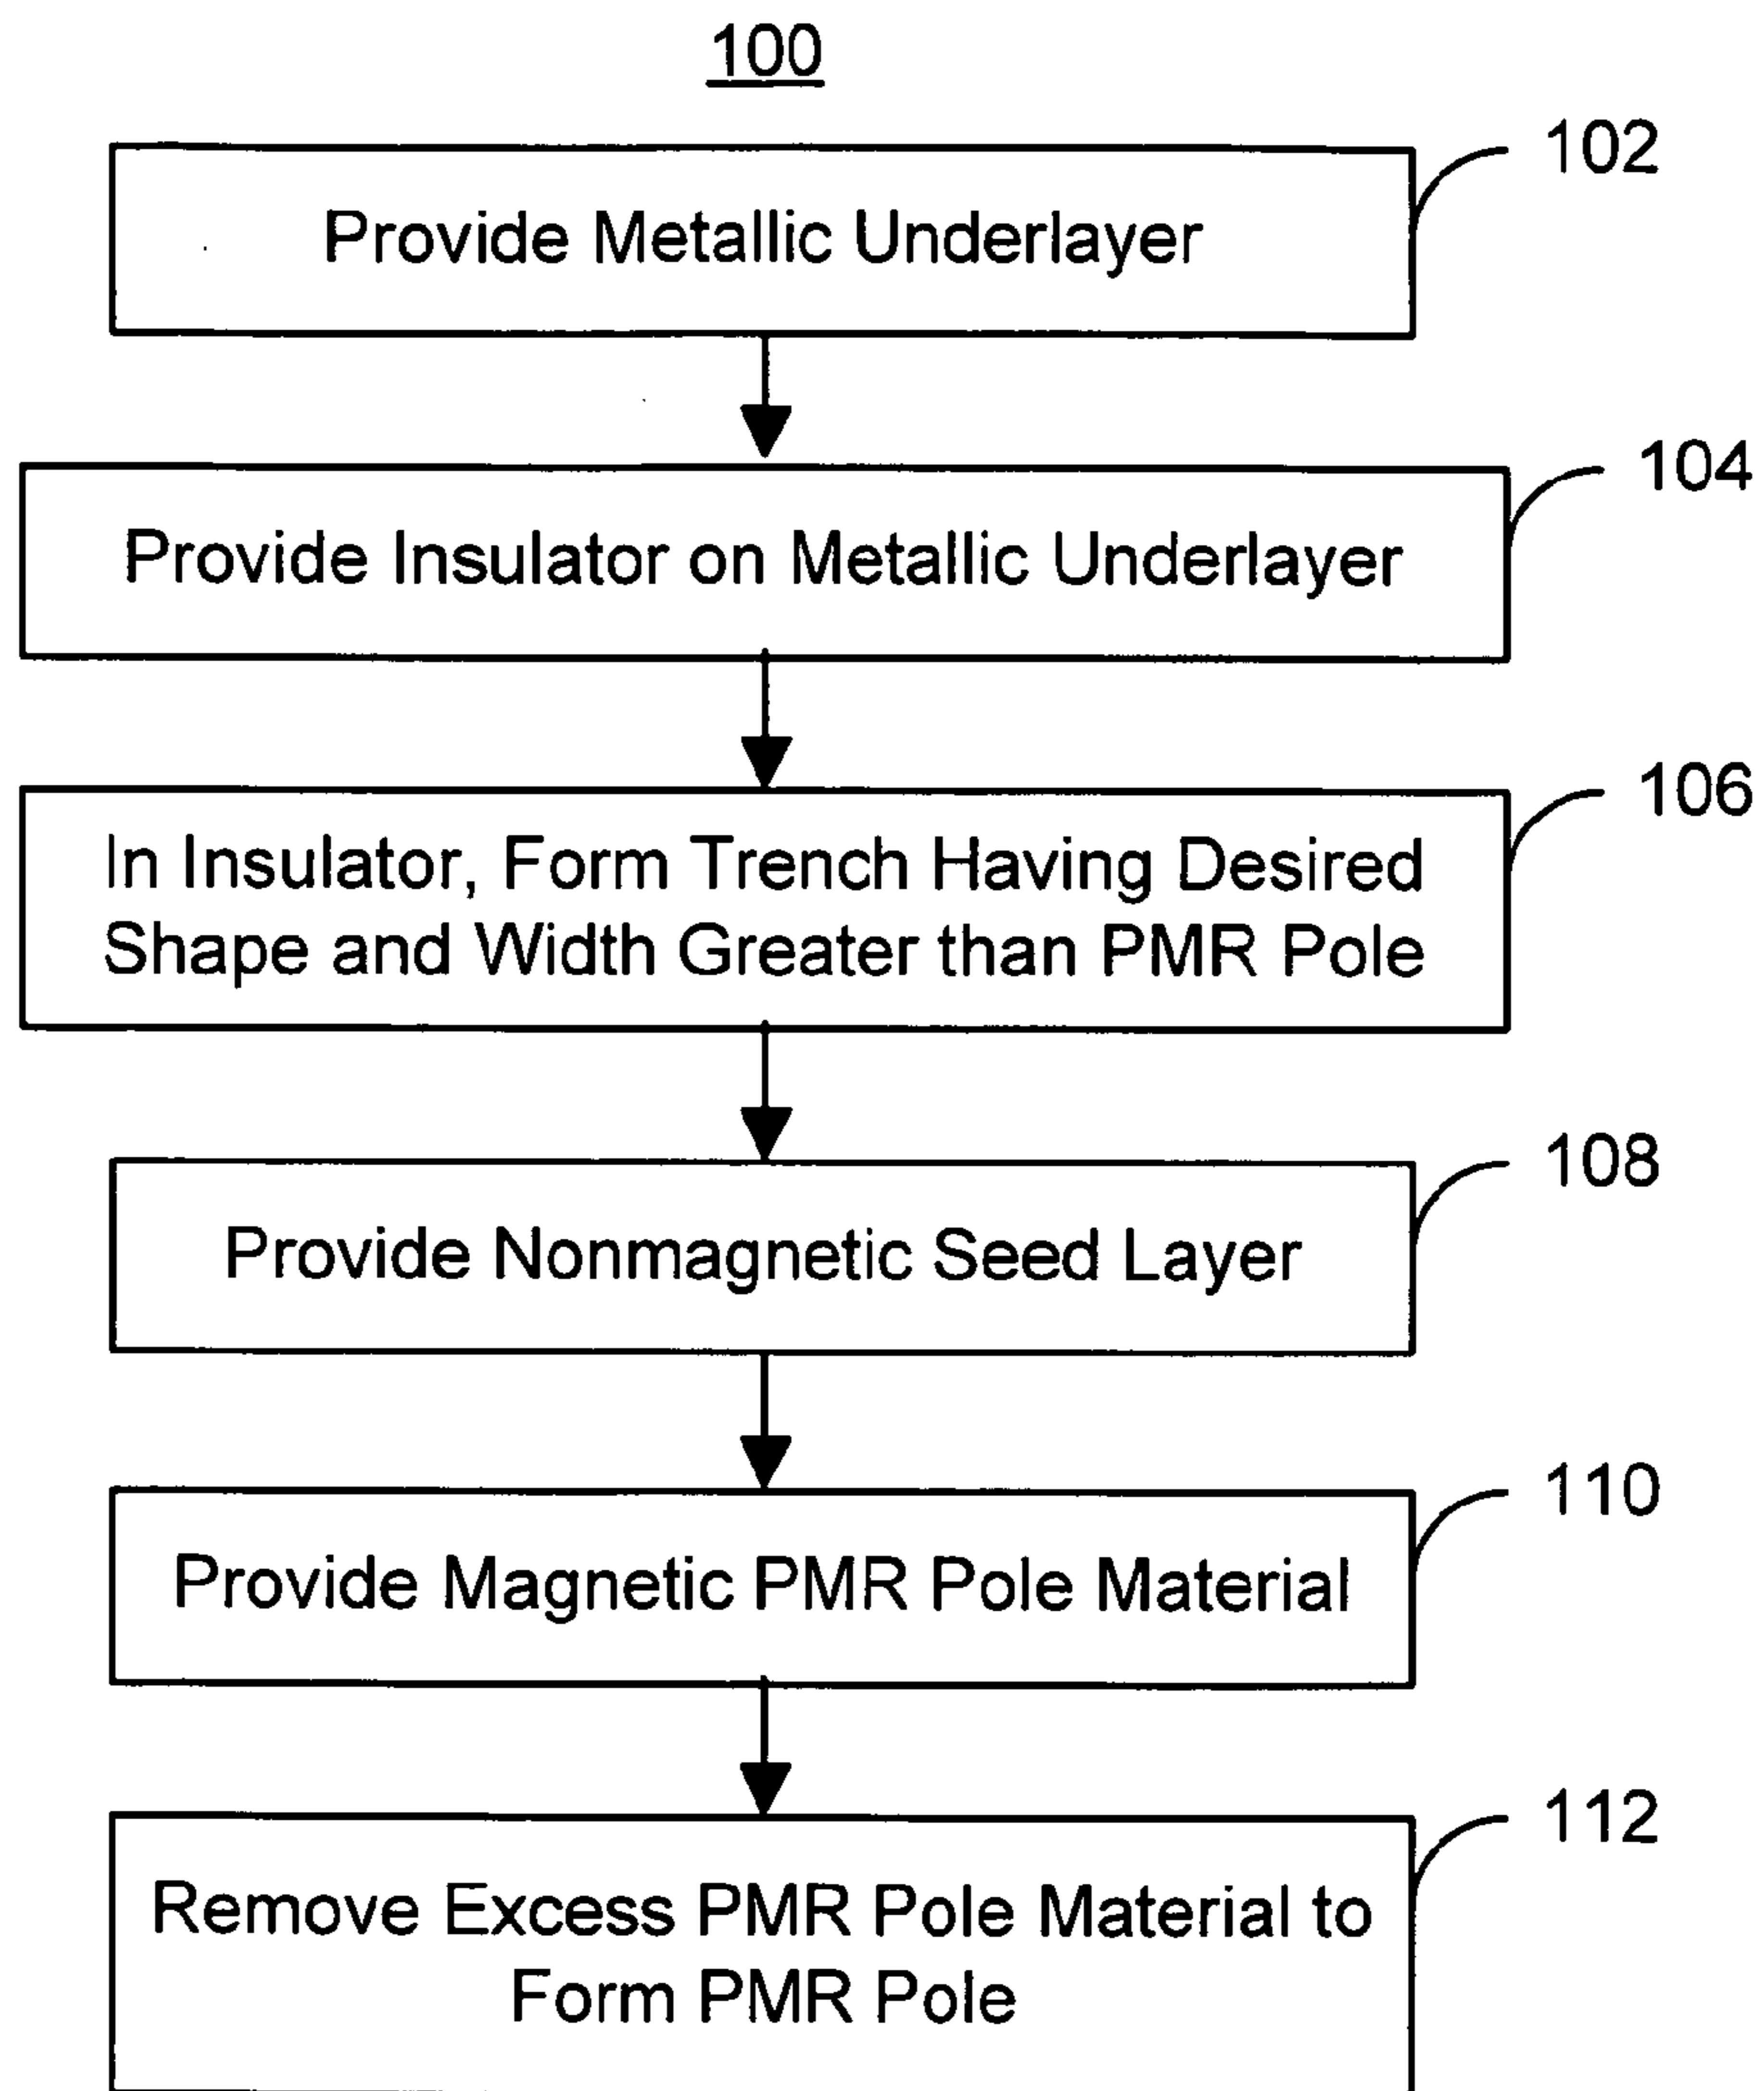 100
102
Provide Metallic Underlayer
104
Provide Insulator on Metallic Underlayer
106
In Insulator, Form Trench Having Desired
Shape and Width Greater than PMR Pole
108
Provide Nonmagnetic Seed Layer
110
Provide Magnetic PMR Pole Material
112
Remove Excess PMR Pole Material to
Form PMR Pole